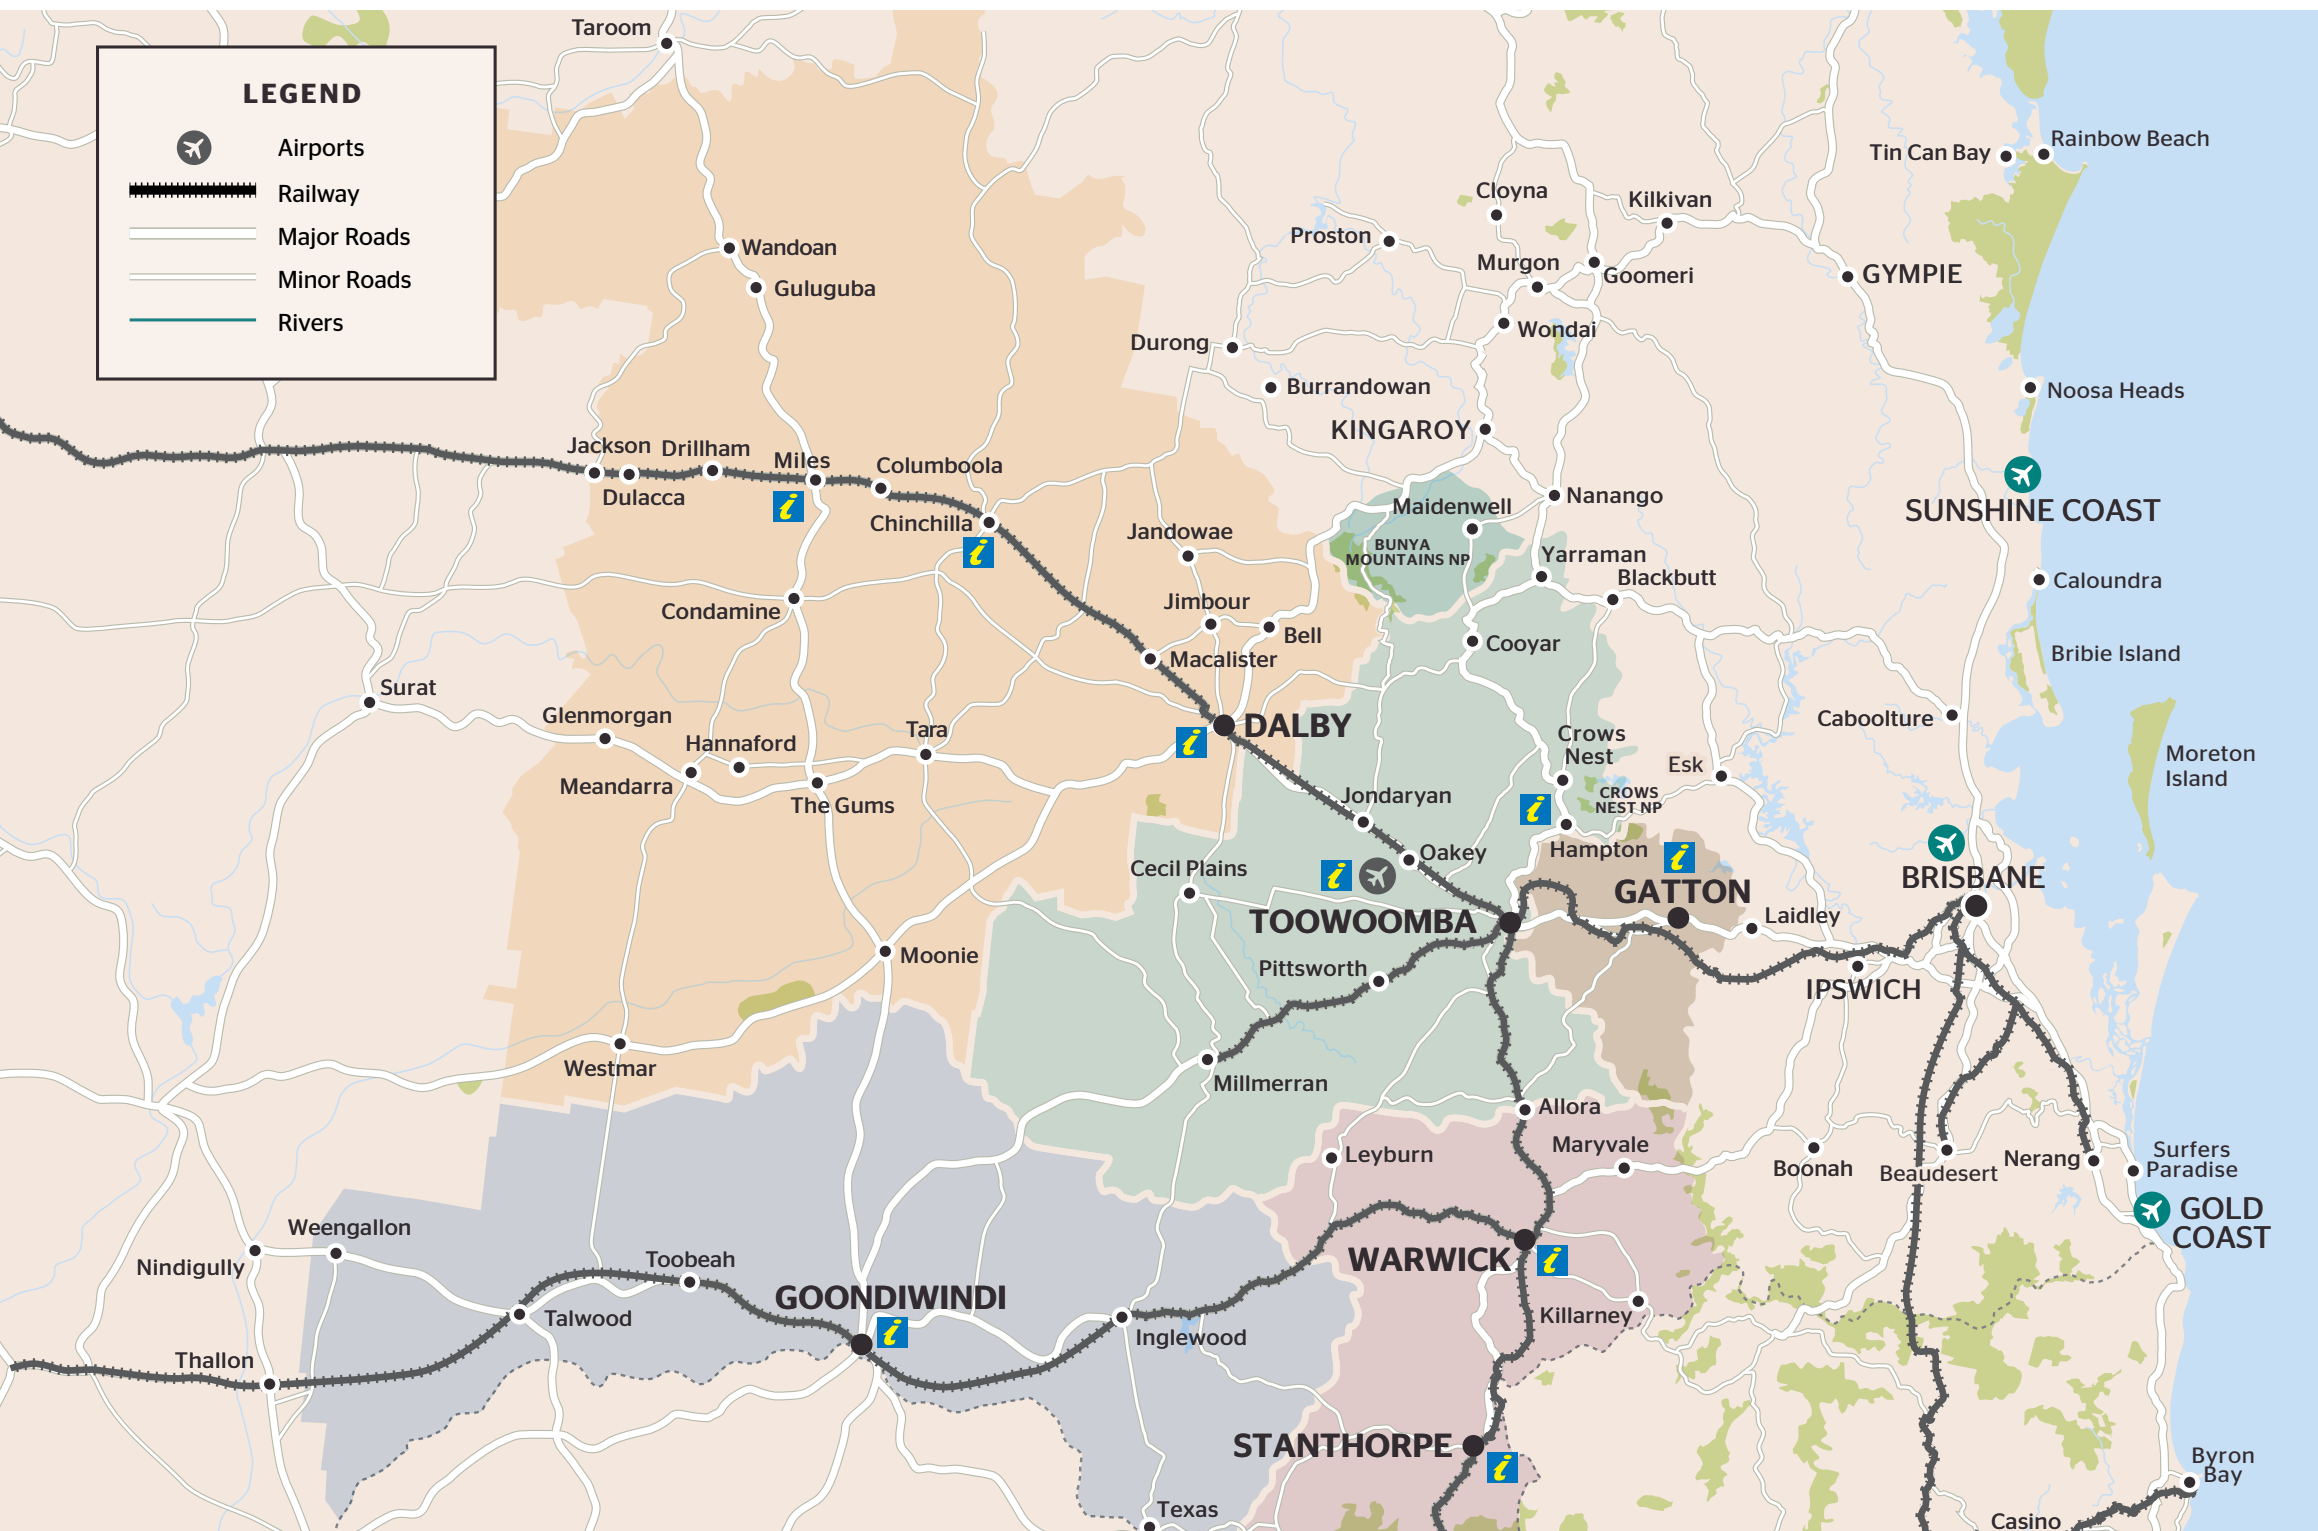 LEGEND
Airports
Railway
Major Roads
Minor Roads
Rivers
Taroom
Rainbow Beach
Tin Can Bay
Cloyna
Kilkivan
Proston
Wandoan
Murgon
Goomeri
GYMPIE
Guluguba
Wondai
Durong
Burrandowan
Noosa Heads
KINGAROY
Jackson
Drillham
Miles
Columboola
Dulacca
i
Nanango
Maidenwell
SUNSHINE COAST
Chinchilla
i
Jandowae
BUNYA
MOUNTAINS NP
Yarraman
Blackbutt
Caloundra
Condamine
Jimbour
Bell
Cooyar
Macalister
Bribie Island
Surat
Glenmorgan
Tara
DALBY
i
Caboolture
Hannaford
Crows
Nest
Esk
Moreton
Island
Meandarra
The Gums
Jondaryan
CROWS
NEST NP
i
Oakey
Hampton
i
Cecil Plains
i
GATTON
BRISBANE
TOOWOOMBA
Laidley
Moonie
Pittsworth
IPSWICH
Westmar
Millmerran
Allora
Maryvale
Leyburn
Boonah
Beaudesert
Nerang
Surfers
Paradise
GOLD
COAST
Weengallon
Nindigully
Toobeah
WARWICK
i
GOONDIWINDI
i
Talwood
Inglewood
Killarney
Thallon
STANTHORPE
i
Byron
Bay
Texas
Casino